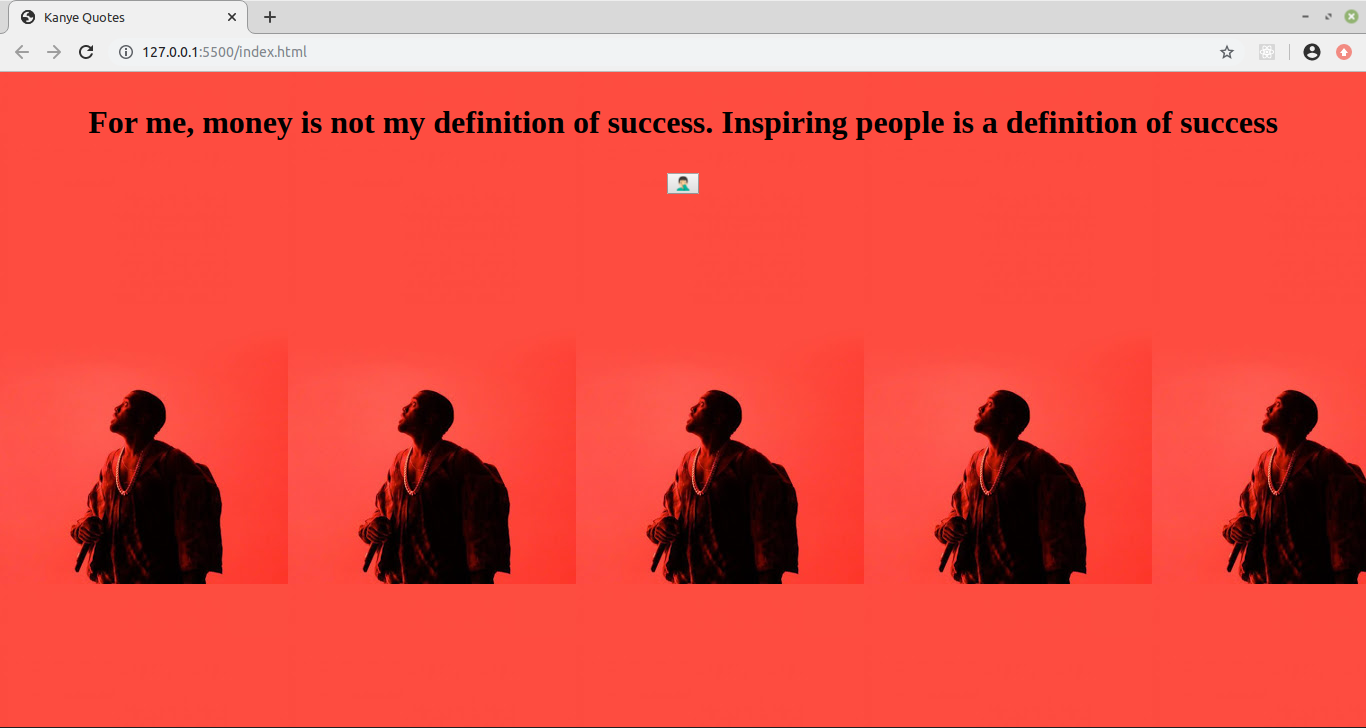 Kanye Quotes
127.0.0.1:5500/index.html
For me, money is not my definition of success. Inspiring people is a definition of success